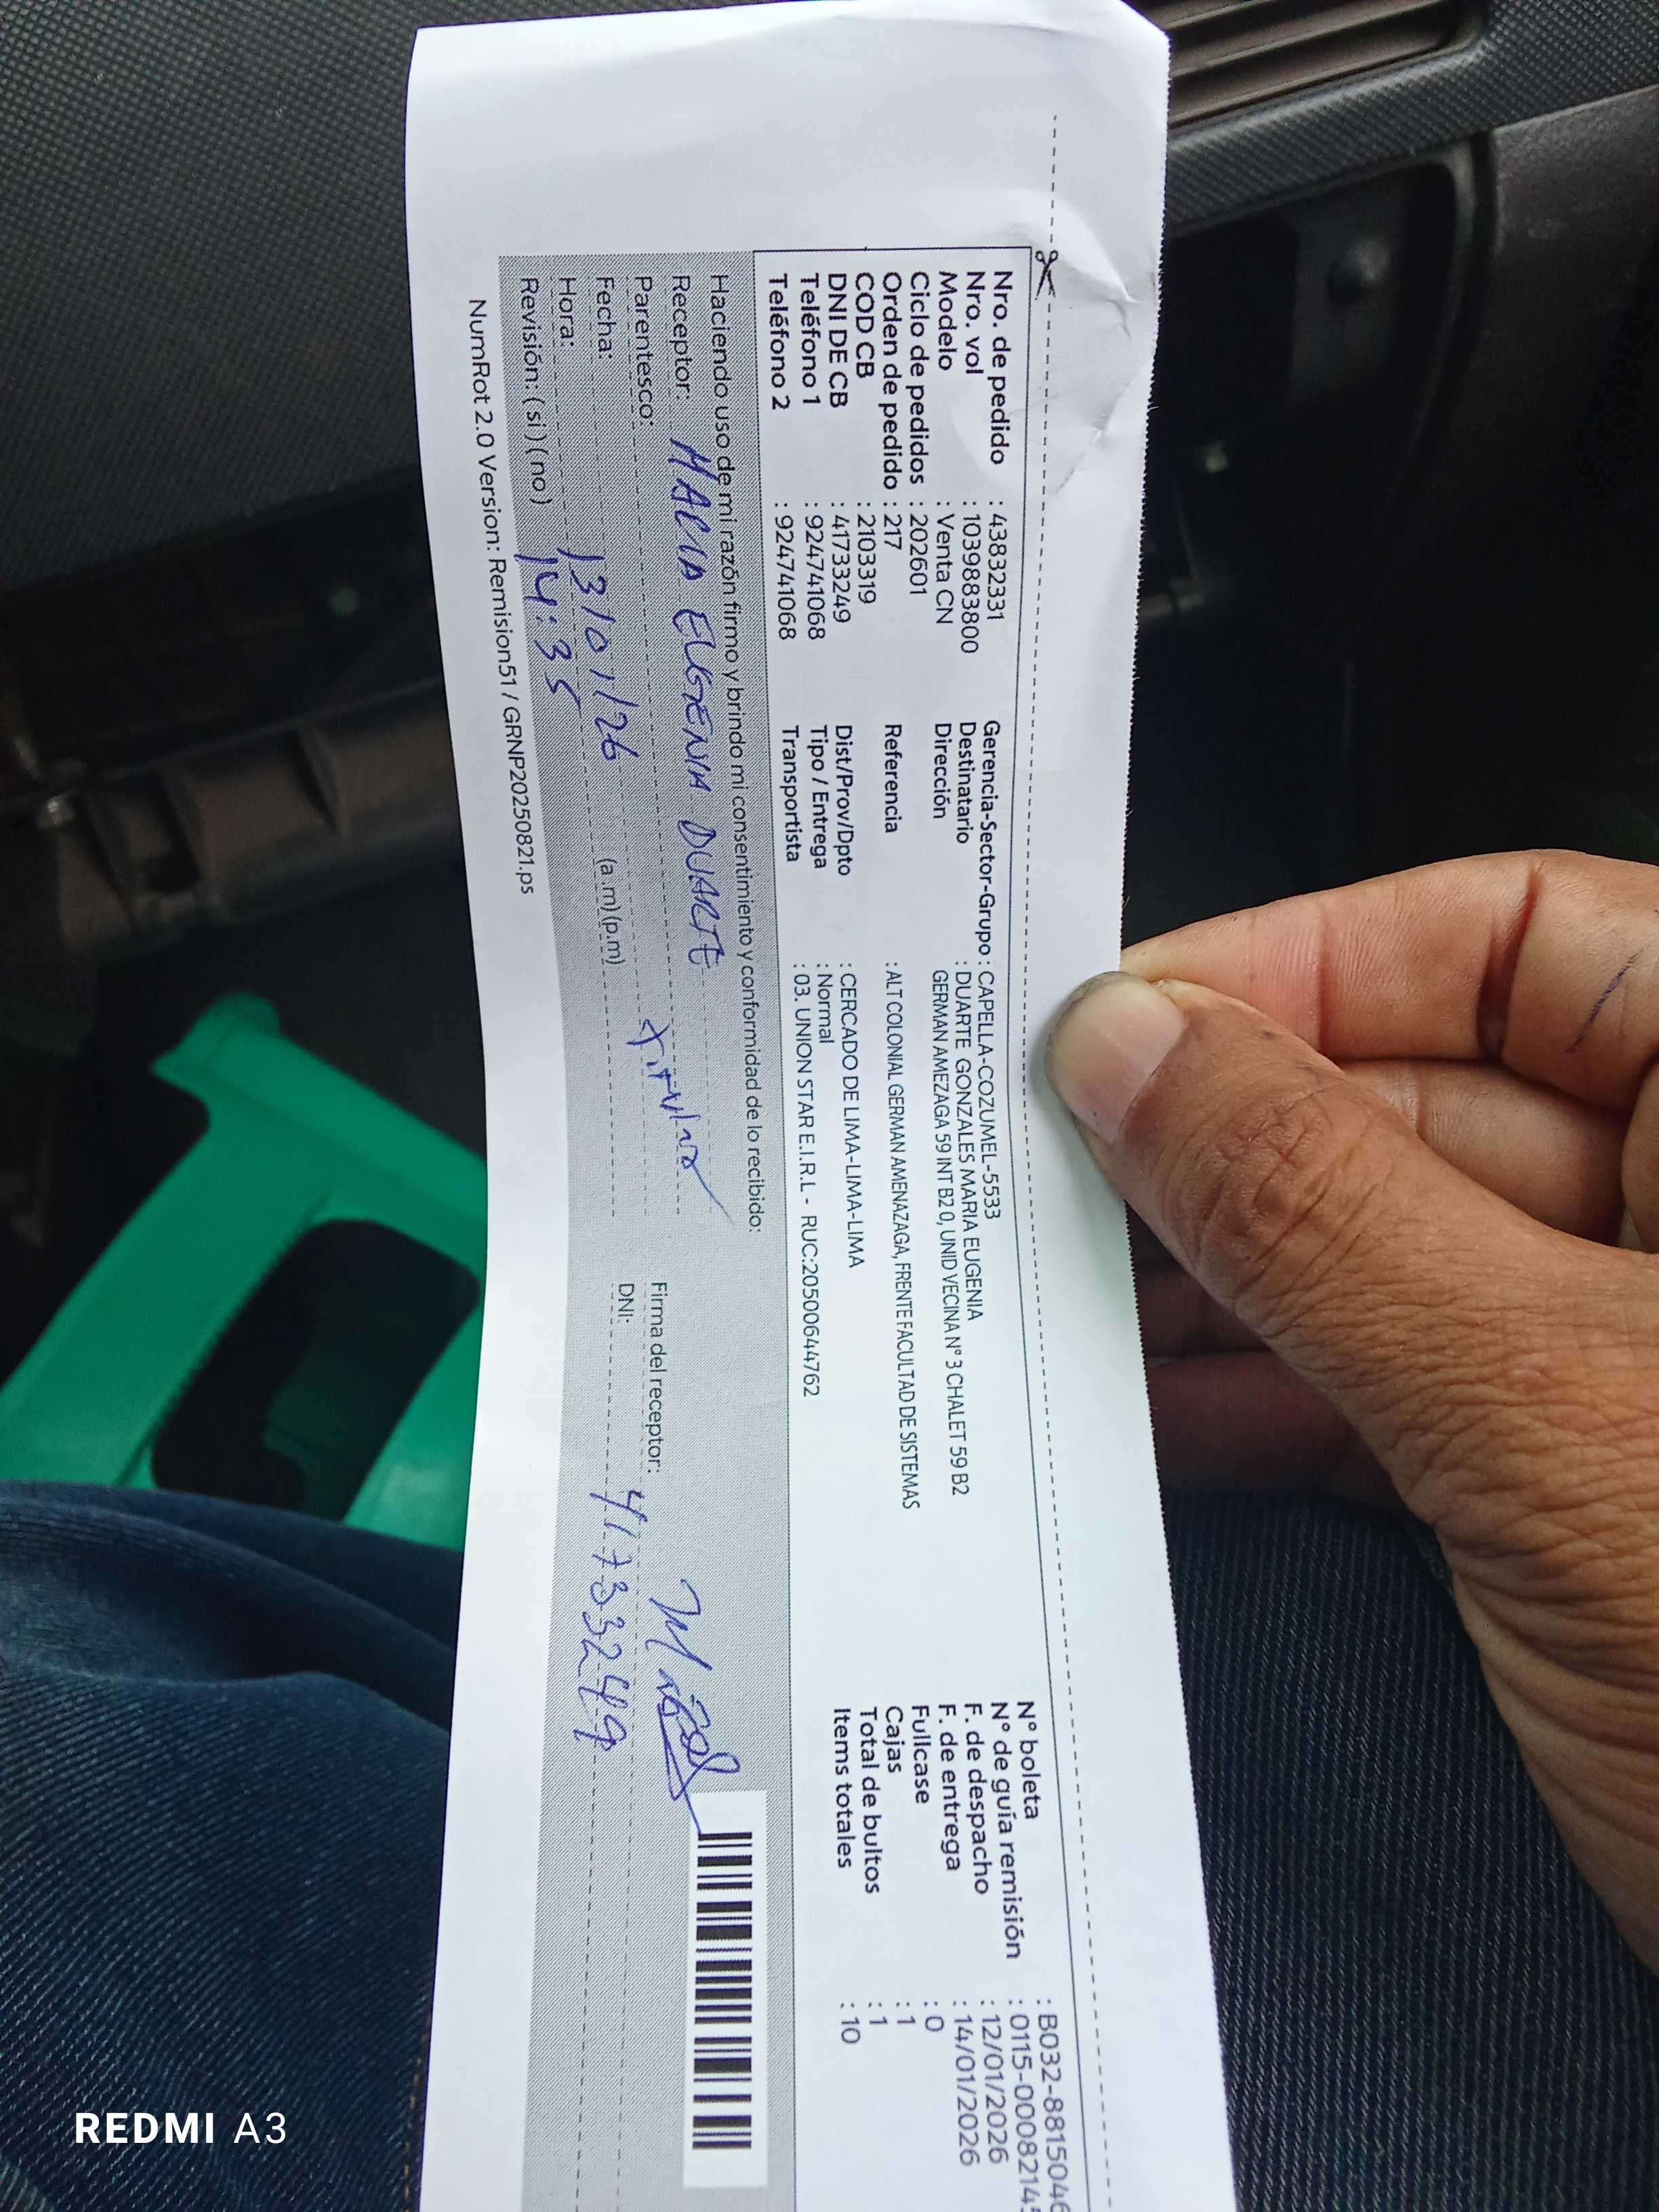 Nro. de pedido : 43832331
Nro. vol : 1039883800
Modelo : Venta CN
Ciclo de pedidos : 202601
Orden de pedido : 217
COD CB : 2103319
DNI DE CB : 41733249
Teléfono 1 : 924741068
Teléfono 2 : 924741068
Gerencia-Sector-Grupo : CAPELLA-COZUMEL-5533
Destinatario : DUARTE GONZALES MARIA EUGENIA
Dirección GERMAN AMEZAGA 59 INT B2 0, UNID VECINA N° 3 CHALET 59 B2
Referencia : ALT COLONIAL GERMAN AMENAZAGA, FRENTE FACULTAD DE SISTEMAS
Dist/Prov/Dpto : CERCADO DE LIMA-LIMA-LIMA
Tipo / Entrega : Normal
Transportista : 03. UNION STAR E.I.R.L - RUC:20500644762
N° boleta : B032-8815046
N° de guía remisión : 0115-00082145
F. de despacho : 12/01/2026
F. de entrega : 14/01/2026
Fullcase : 0
Cajas : 1
Total de bultos : 1
Items totales : 10
Haciendo uso de mi razón firmo y brindo mi consentimiento y conformidad de lo recibido:
Receptor: MARIA EUGENIA DUARTE
Parentesco: Titular
Fecha: 13/01/26
Hora: 14:35 (a.m)(p.m)
Revisión: (si)(no)
Firma del receptor:
DNI: 41733249
NumRot 2.0 Version: Remision51 / GRNP20250821.ps
REDMI A3